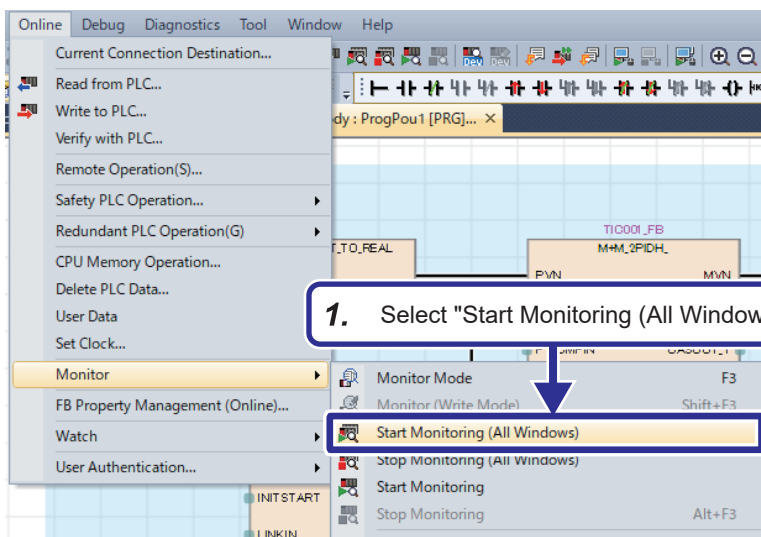 Online Debug Diagnostics Tool Window Help
Current Connection Destination...
Read from PLC...
Write to PLC...
Verify with PLC...
dy : ProgPou1 [PRG]... ×
Remote Operation(S)...
Safety PLC Operation...
Redundant PLC Operation(G)
TIC001_FB
T_TO_REAL
M+M_2PIDH_
CPU Memory Operation...
PVN MVN
Delete PLC Data...
User Data
1. Select "Start Monitoring (All Window
Set Clock...
Monitor
Monitor Mode F3
FB Property Management (Online)...
Monitor (Write Mode) Shift+F3
Watch
Start Monitoring (All Windows)
User Authentication...
Stop Monitoring (All Windows)
INITSTART
Start Monitoring
Stop Monitoring Alt+F3
LINKIN